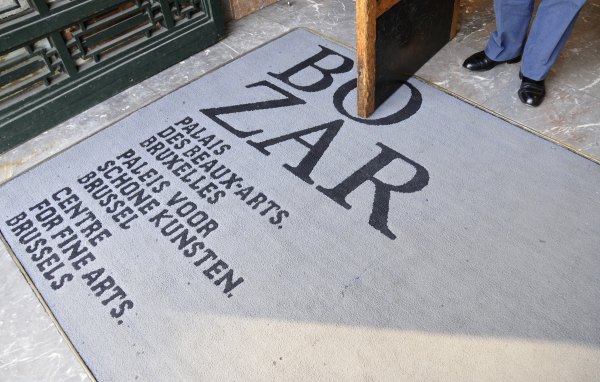 BO
ZAR
PALAIS
DES BEAUX-ARTS.
BRUXELLES
PALEIS VOOR
SCHONE KUNSTEN.
BRUSSEL
CENTRE
FOR FINE ARTS.
BRUSSELS